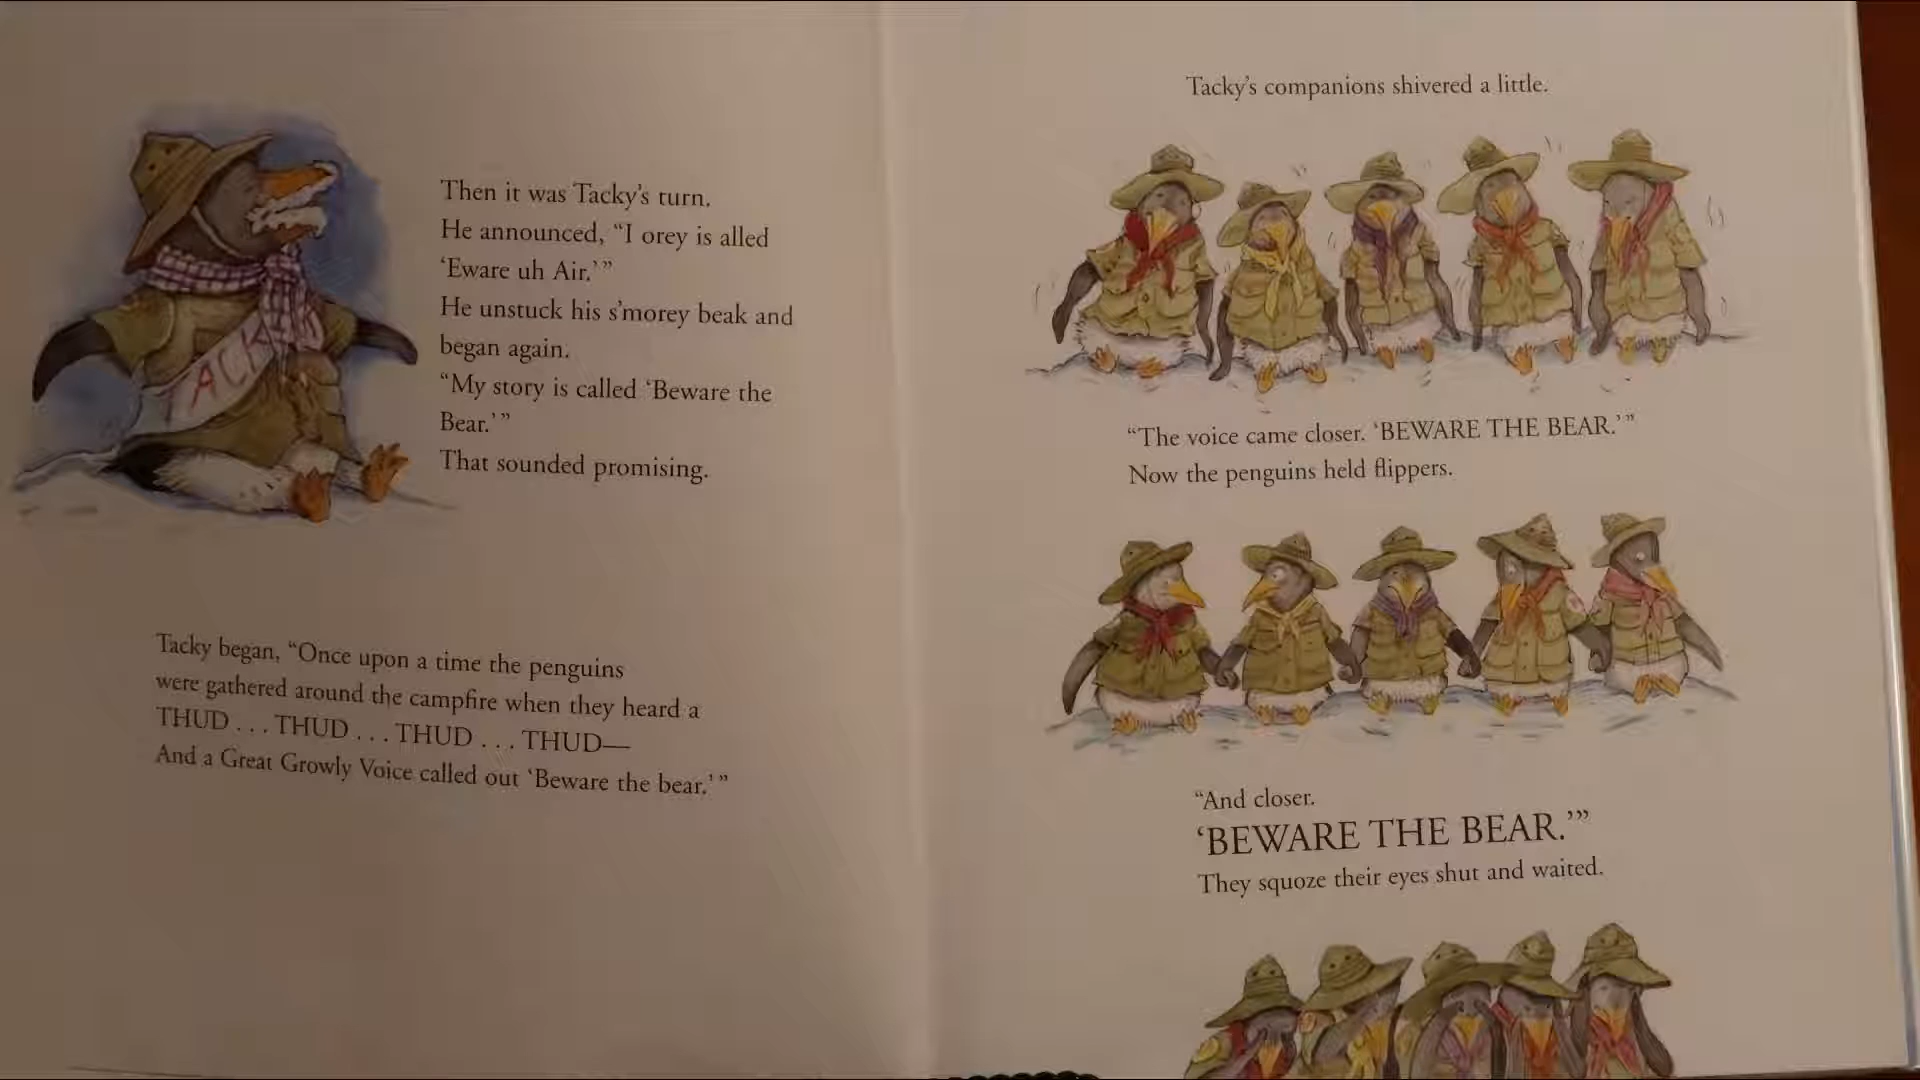 Then it was Tacky's turn.
He announced, “I orey is alled
‘Eware uh Air.’”
He unstuck his s'morey beak and
began again.
“My story is called ‘Beware the
Bear.’”
That sounded promising.
TACK
Tacky began, “Once upon a time the penguins
were gathered around the campfire when they heard a
THUD . . . THUD . . . THUD . . . THUD—
And a Great Growly Voice called out ‘Beware the bear.’”
Tacky's companions shivered a little.
“The voice came closer. ‘BEWARE THE BEAR.’”
Now the penguins held flippers.
“And closer.
‘BEWARE THE BEAR.’”
They squoze their eyes shut and waited.